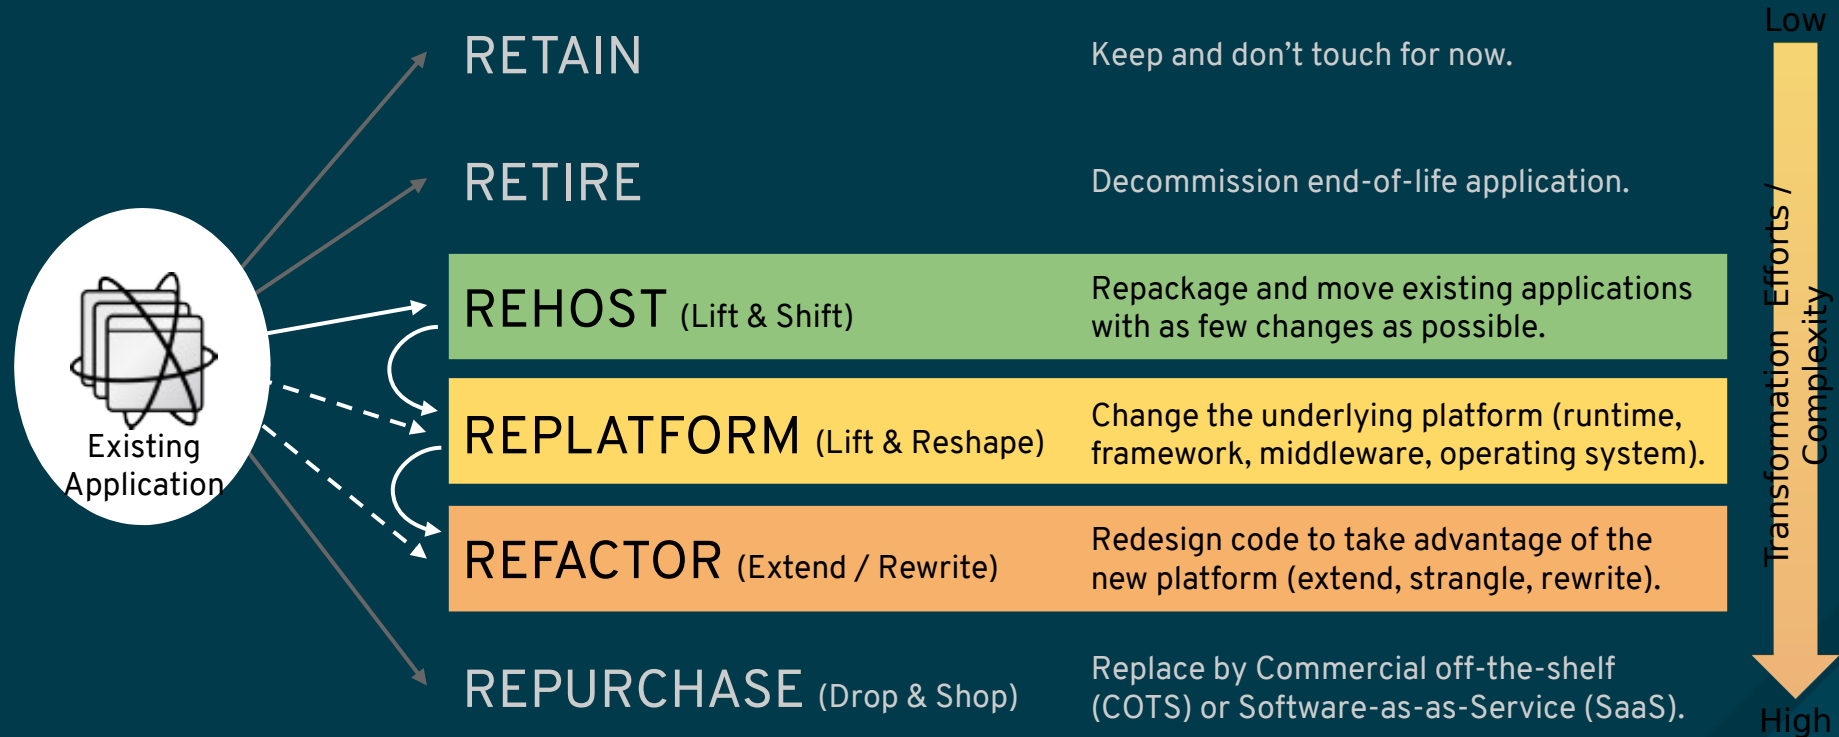 Low
RETAIN
Keep and don't touch for now.
RETIRE
Decommission end-of-life application.
REHOST (Lift & Shift)
Repackage and move existing applications
with as few changes as possible.
REPLATFORM (Lift & Reshape)
Change the underlying platform (runtime,
framework, middleware, operating system).
Existing
Application
REFACTOR (Extend / Rewrite)
Redesign code to take advantage of the
new platform (extend, strangle, rewrite).
REPURCHASE (Drop & Shop)
Replace by Commercial off-the-shelf
(COTS) or Software-as-as-Service (SaaS).
Transformation Efforts /
Complexity
High